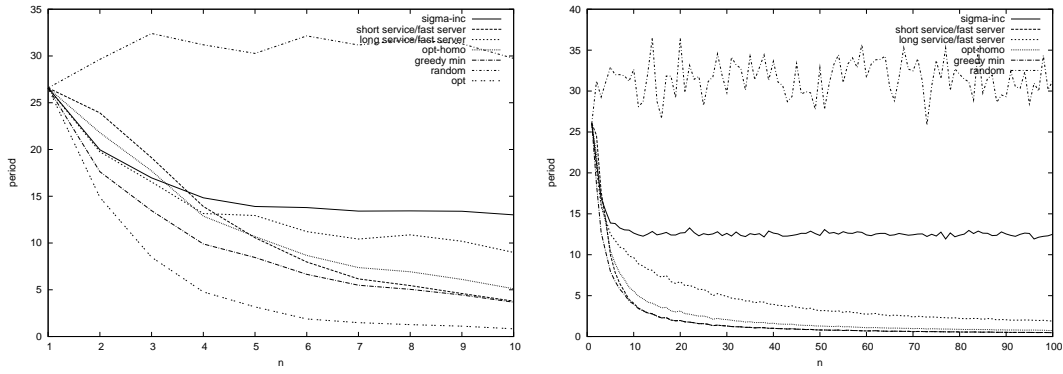 35
30
25
20
15
10
5
0
1 2 3 4 5 6 7 8 9 10
period
n
sigma-inc
short service/fast server
long service/fast server
opt-homo
greedy min
random
opt
40
35
30
25
20
15
10
5
0
0 10 20 30 40 50 60 70 80 90 100
period
n
sigma-inc
short service/fast server
long service/fast server
opt-homo
greedy min
random